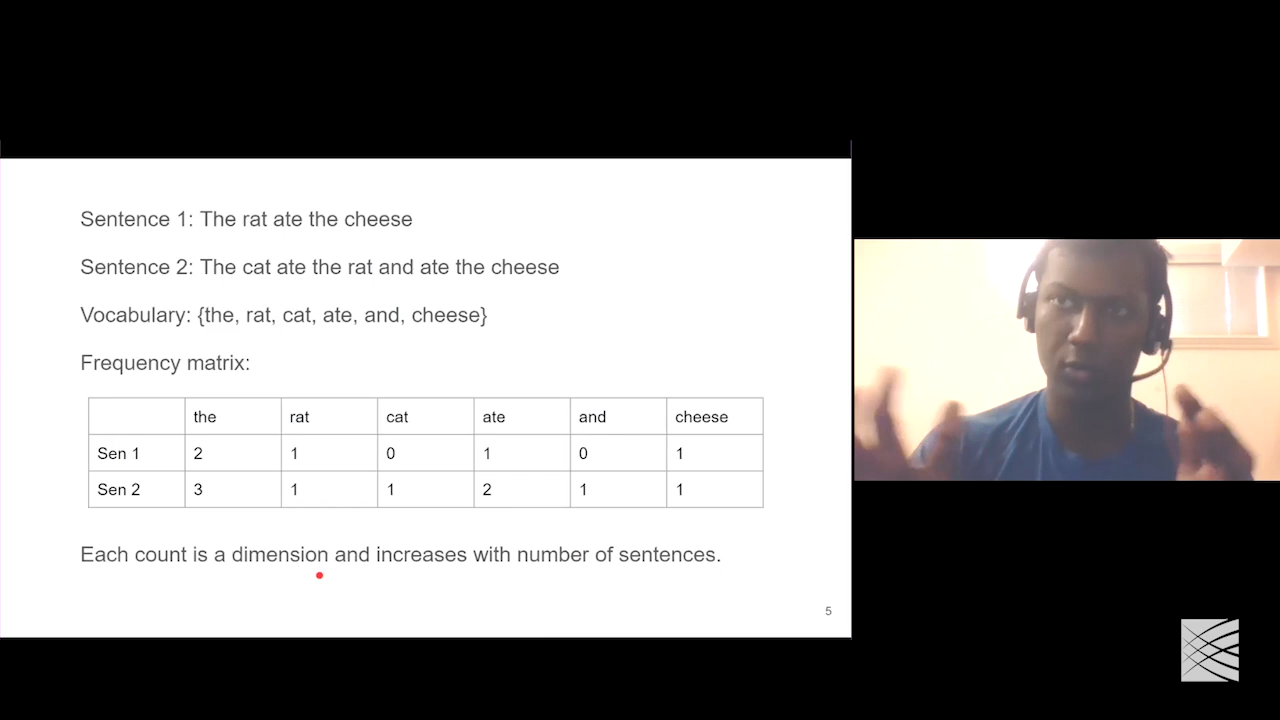 Sentence 1: The rat ate the cheese
Sentence 2: The cat ate the rat and ate the cheese
Vocabulary: {the, rat, cat, ate, and, cheese}
Frequency matrix:
the rat cat ate and cheese
Sen 1 2 1 0 1 0 1
Sen 2 3 1 1 2 1 1
Each count is a dimension and increases with number of sentences.
5